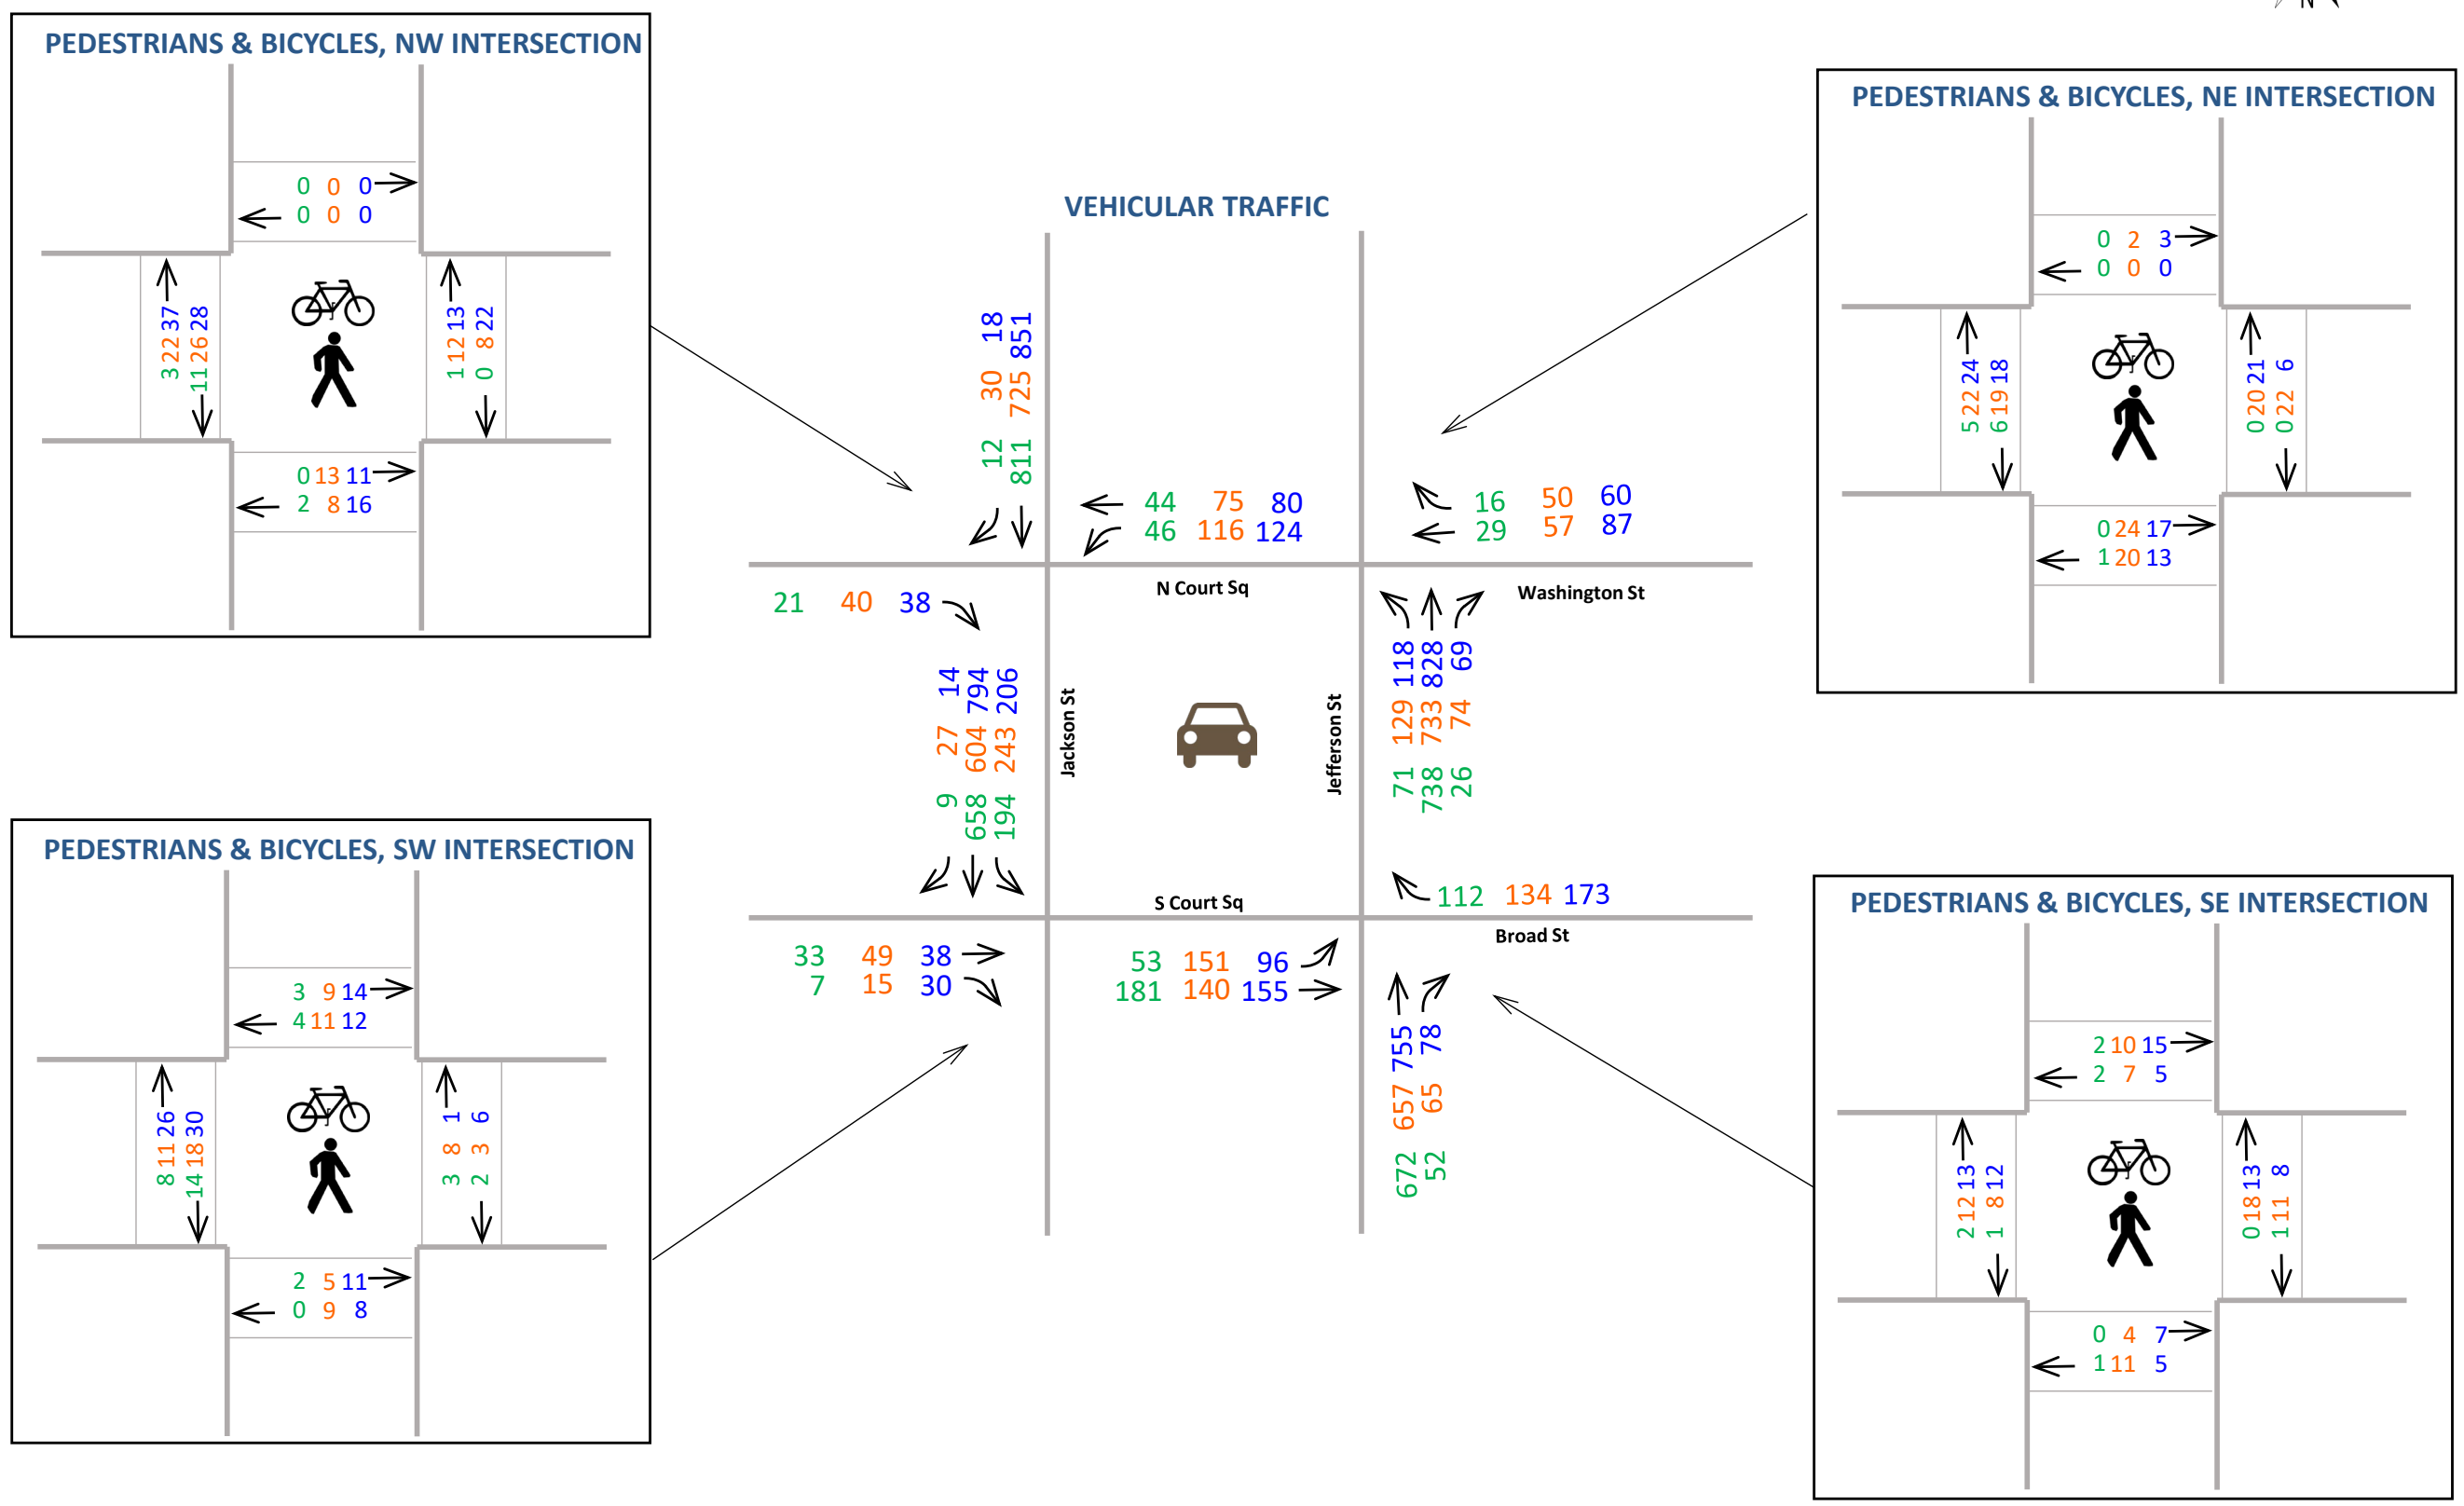 N
PEDESTRIANS & BICYCLES, NW INTERSECTION
0 0 0
0 0 0
3 22 37
11 26 28
1 12 13
0 8 22
0 13 11
2 8 16
PEDESTRIANS & BICYCLES, NE INTERSECTION
0 2 3
0 0 0
5 22 24
6 19 18
0 20 21
0 22 6
0 24 17
1 20 13
VEHICULAR TRAFFIC
12 30 18
811 725 851
44 75 80
46 116 124
16 50 60
29 57 87
N Court Sq
Washington St
21 40 38
9 27 14
658 604 794
194 243 206
Jackson St
Jefferson St
71 129 118
738 733 828
26 74 69
S Court Sq
112 134 173
Broad St
33 49 38
7 15 30
53 151 96
181 140 155
672 657 755
52 65 78
PEDESTRIANS & BICYCLES, SW INTERSECTION
3 9 14
4 11 12
8 11 26
14 18 30
3 8 1
2 3 6
2 5 11
0 9 8
PEDESTRIANS & BICYCLES, SE INTERSECTION
2 10 15
2 7 5
2 12 13
1 8 12
0 18 13
1 11 8
0 4 7
1 11 5